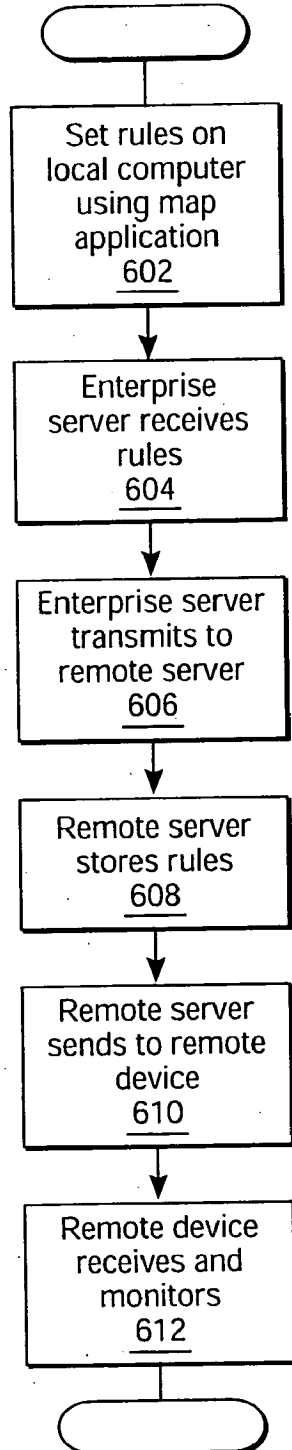 Set rules on
local computer
using map
application
602
Enterprise
server receives
rules
604
Enterprise server
transmits to
remote server
606
Remote server
stores rules
608
Remote server
sends to remote
device
610
Remote device
receives and
monitors
612